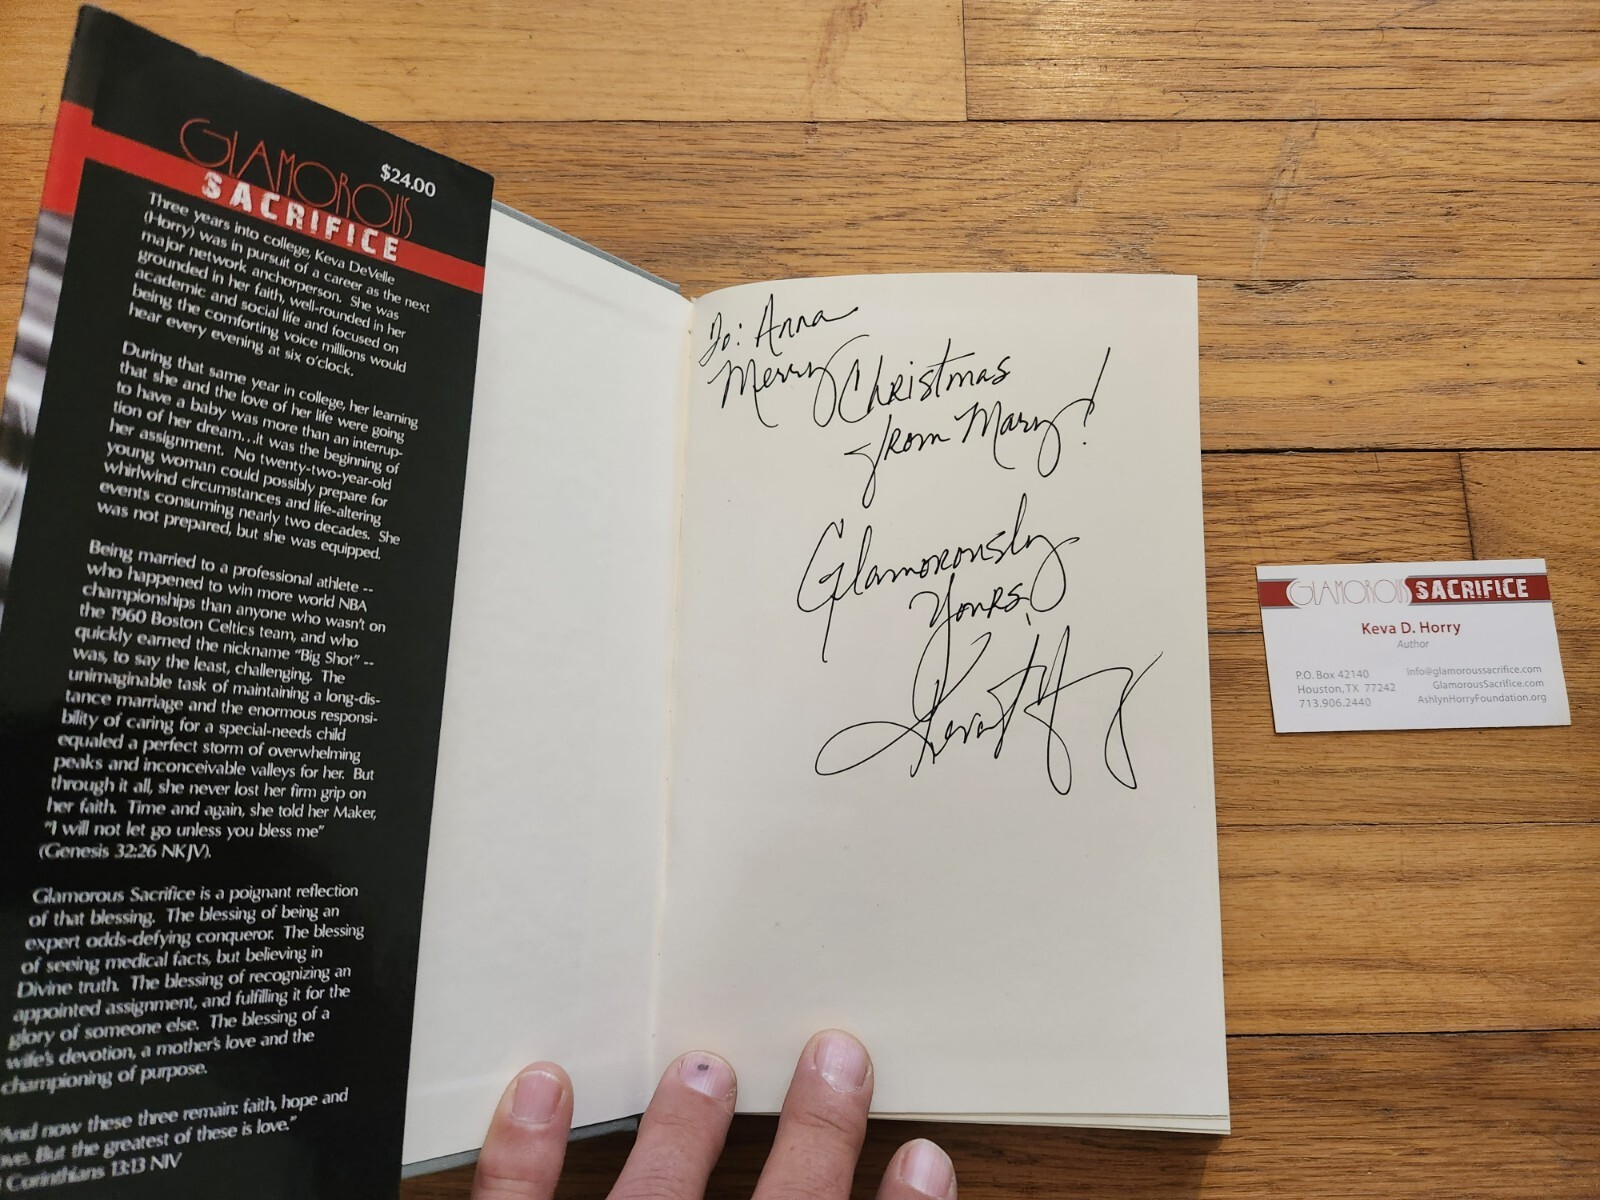 GLAMOROUS
$24.00
SACRIFICE
Three years into college, Keva DeVelle
(Horry) was in pursuit of a career as the next
major network anchorperson. She was
grounded in her faith, well-rounded in her
academic and social life and focused on
being the comforting voice millions would
hear every evening at six o'clock.
During that same year in college, her learning
that she and the love of her life were going
to have a baby was more than an interrup-
tion of her dream...it was the beginning of
her assignment. No twenty-two-year-old
young woman could possibly prepare for
whirlwind circumstances and life-altering
events consuming nearly two decades. She
was not prepared, but she was equipped.
Being married to a professional athlete --
who happened to win more world NBA
championships than anyone who wasn't on
the 1960 Boston Celtics team, and who
quickly earned the nickname "Big Shot" --
was, to say the least, challenging. The
unimaginable task of maintaining a long-dis-
tance marriage and the enormous responsi-
bility of caring for a special-needs child
equaled a perfect storm of overwhelming
peaks and inconceivable valleys for her. But
through it all, she never lost her firm grip on
her faith. Time and again, she told her Maker,
"I will not let go unless you bless me"
(Genesis 32:26 NKJV).
Glamorous Sacrifice is a poignant reflection
of that blessing. The blessing of being an
expert odds-defying conqueror. The blessing
of seeing medical facts, but believing in
Divine truth. The blessing of recognizing an
appointed assignment, and fulfilling it for the
glory of someone else. The blessing of a
wife's devotion, a mother's love and the
championing of purpose.
And now these three remain: faith, hope and
ove. But the greatest of these is love."
Corinthians 13:13 NIV
To: Anna
Merry Christmas
from Mary!
Glamorously
Yours!
Keva D. Horry
GLAMOROUS SACRIFICE
Keva D. Horry
Author
P.O. Box 42140
Houston, TX 77242
713.906.2440
info@glamoroussacrifice.com
GlamorousSacrifice.com
AshlynHorryFoundation.org